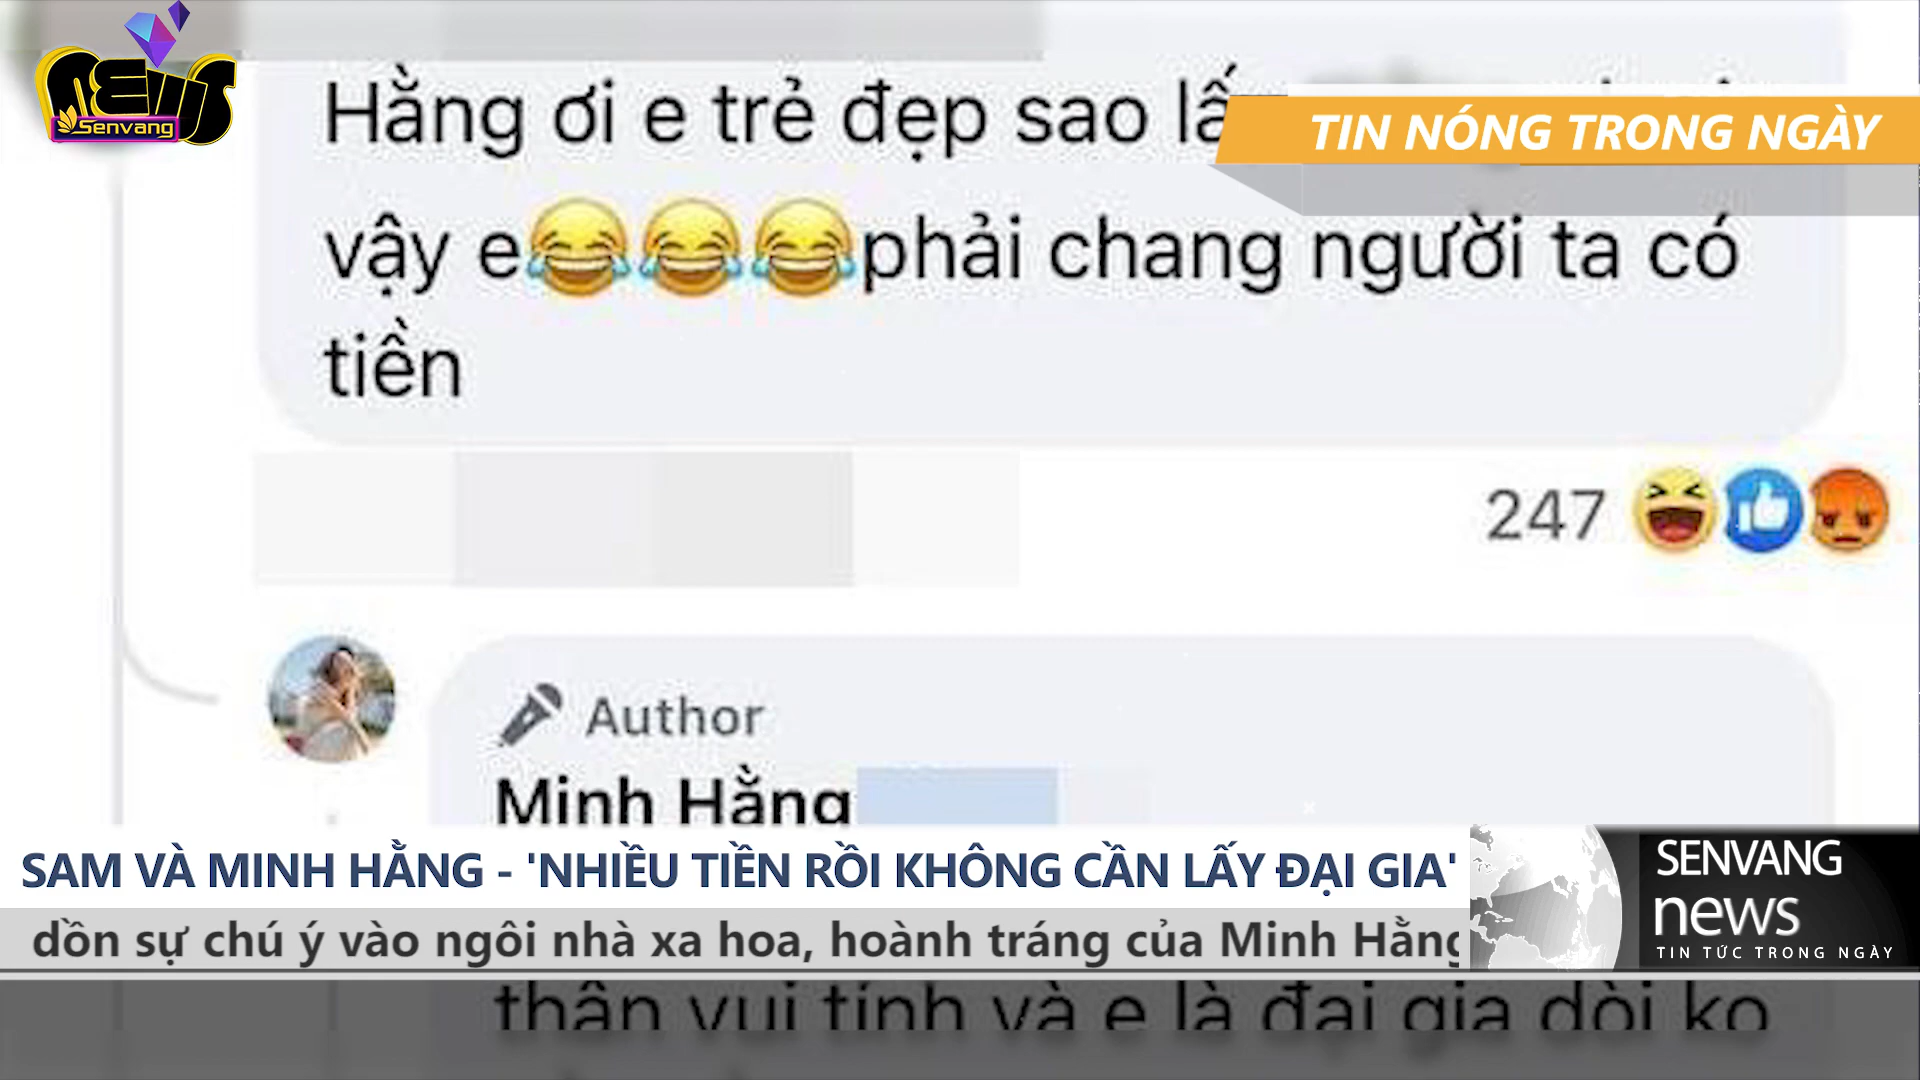 NEWS
Senvang
Hằng ơi e trẻ đẹp sao lấ
TIN NÓNG TRONG NGÀY
vậy e😂😂😂phải chang người ta có
tiền
247
Author
Minh Hằng
SAM VÀ MINH HẰNG - 'NHIỀU TIỀN RỒI KHÔNG CẦN LẤY ĐẠI GIA'
dồn sự chú ý vào ngôi nhà xa hoa, hoành tráng của Minh Hằng
SENVANG
news
TIN TỨC TRONG NGÀY
thân vui tính và e là đại gia dòi ko